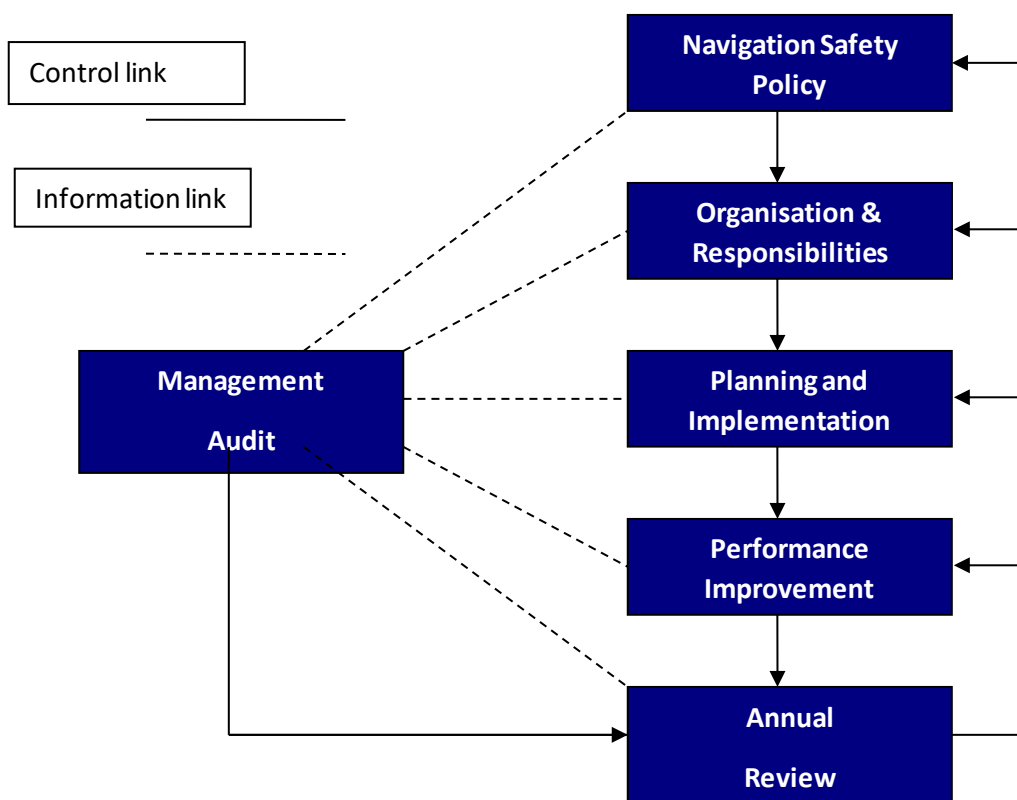 Control link
Information link
Navigation Safety
Policy
Organisation &
Responsibilities
Management
Audit
Planning and
Implementation
Performance
Improvement
Annual
Review